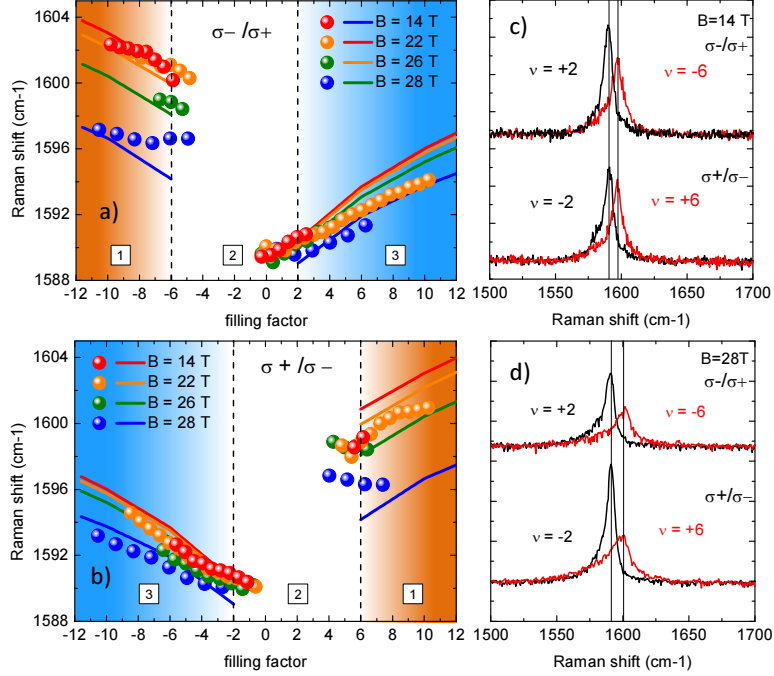 σ− /σ+
B = 14 T
B = 22 T
B = 26 T
B = 28 T
1604
1600
1596
1592
1588
Raman shift (cm-1)
a)
1
2
3
-12 -10 -8 -6 -4 -2 0 2 4 6 8 10 12
filling factor
c)
B=14 T
σ-/σ+
ν = +2
ν = -6
σ+/σ−
ν = -2
ν = +6
1500 1550 1600 1650 1700
Raman shift (cm-1)
σ + /σ −
B = 14 T
B = 22 T
B = 26 T
B = 28 T
1604
1600
1596
1592
1588
Raman shift (cm-1)
b)
3
2
1
-12 -10 -8 -6 -4 -2 0 2 4 6 8 10 12
filling factor
d)
B=28T
σ-/σ+
ν = +2
ν = -6
σ+/σ−
ν = -2
ν = +6
1500 1550 1600 1650 1700
Raman shift (cm-1)